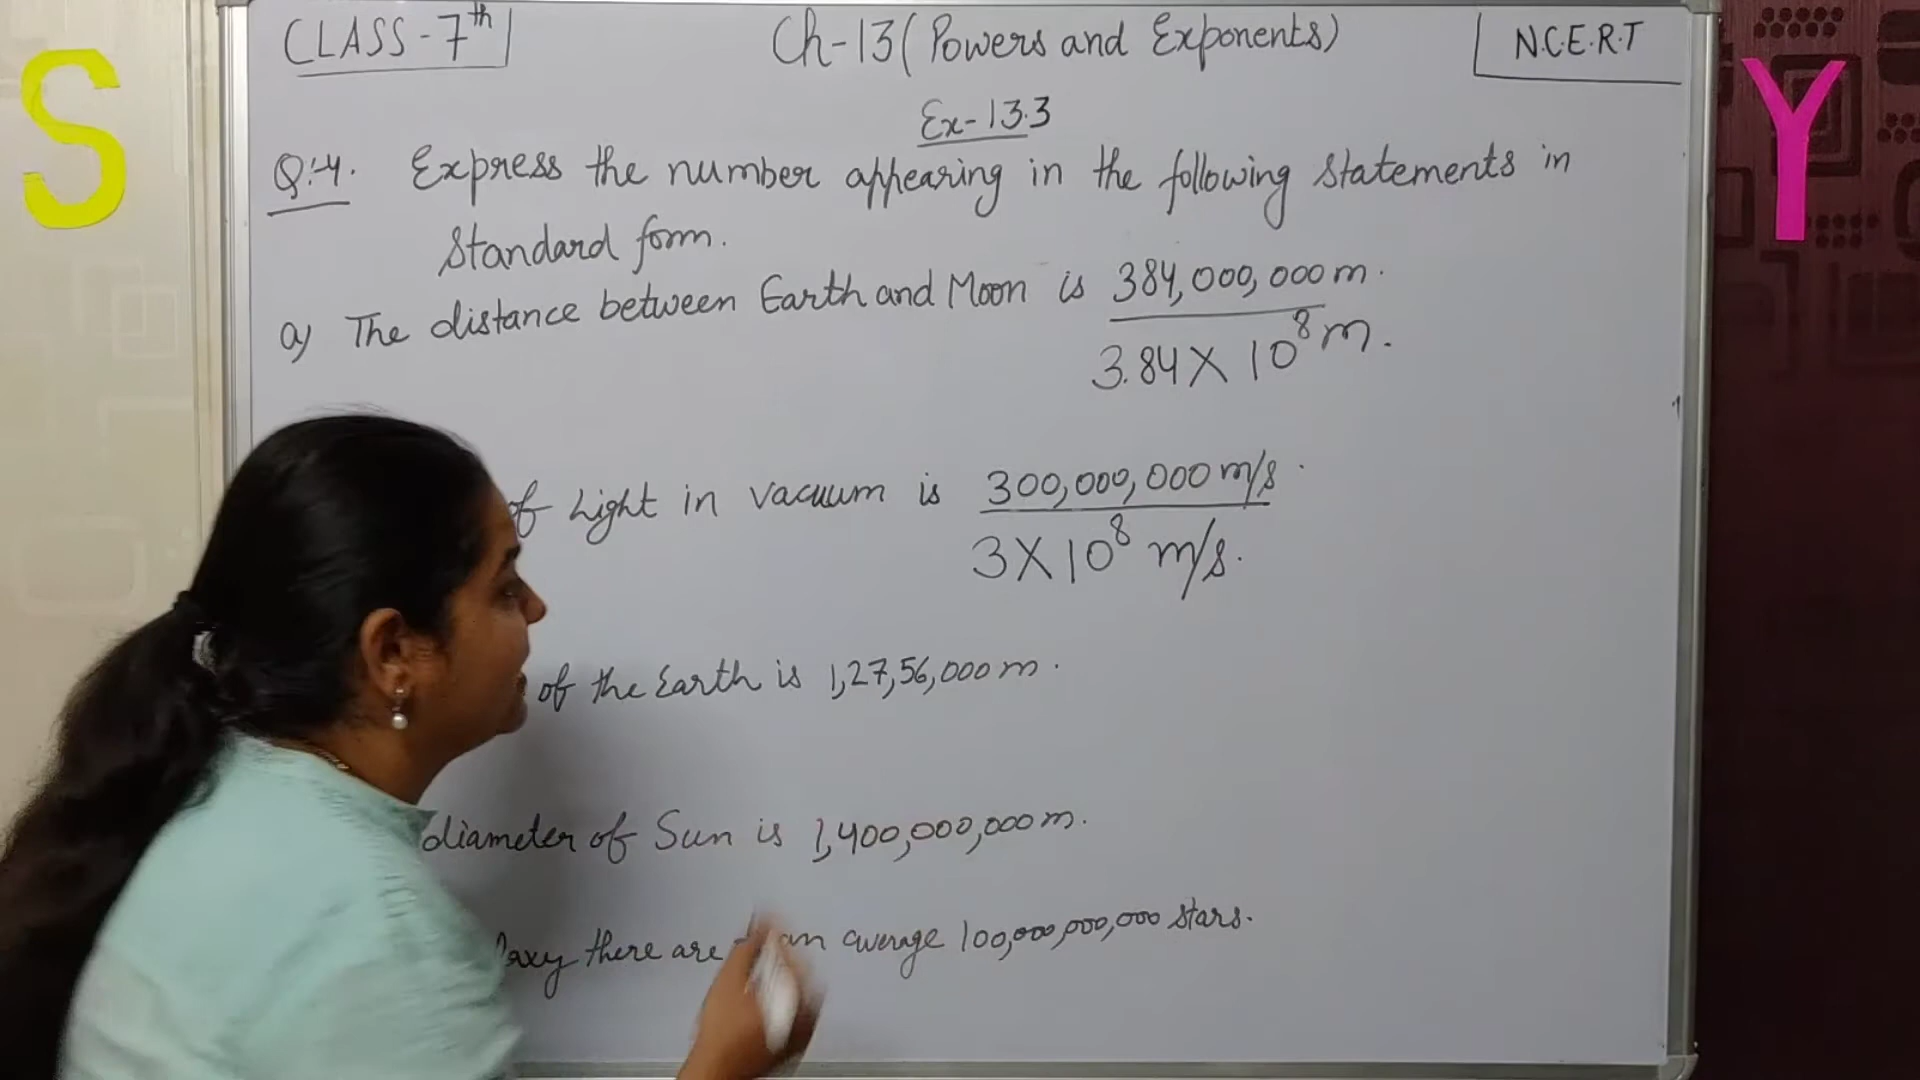 S
Y
CLASS-7th
Ch-13 (Powers and Exponents)
N.C.E.R.T
Ex-13.3
Q:-4. Express the number appearing in the following statements in
standard form.
a) The distance between Earth and Moon is 384,000,000 m.
3.84 X 10⁸ m.
of Light in vacuum is 300,000,000 m/s.
3 X 10⁸ m/s.
of the Earth is 1,27,56,000 m.
diameter of Sun is 1,400,000,000 m.
there are an average 100,000,000,000 stars.